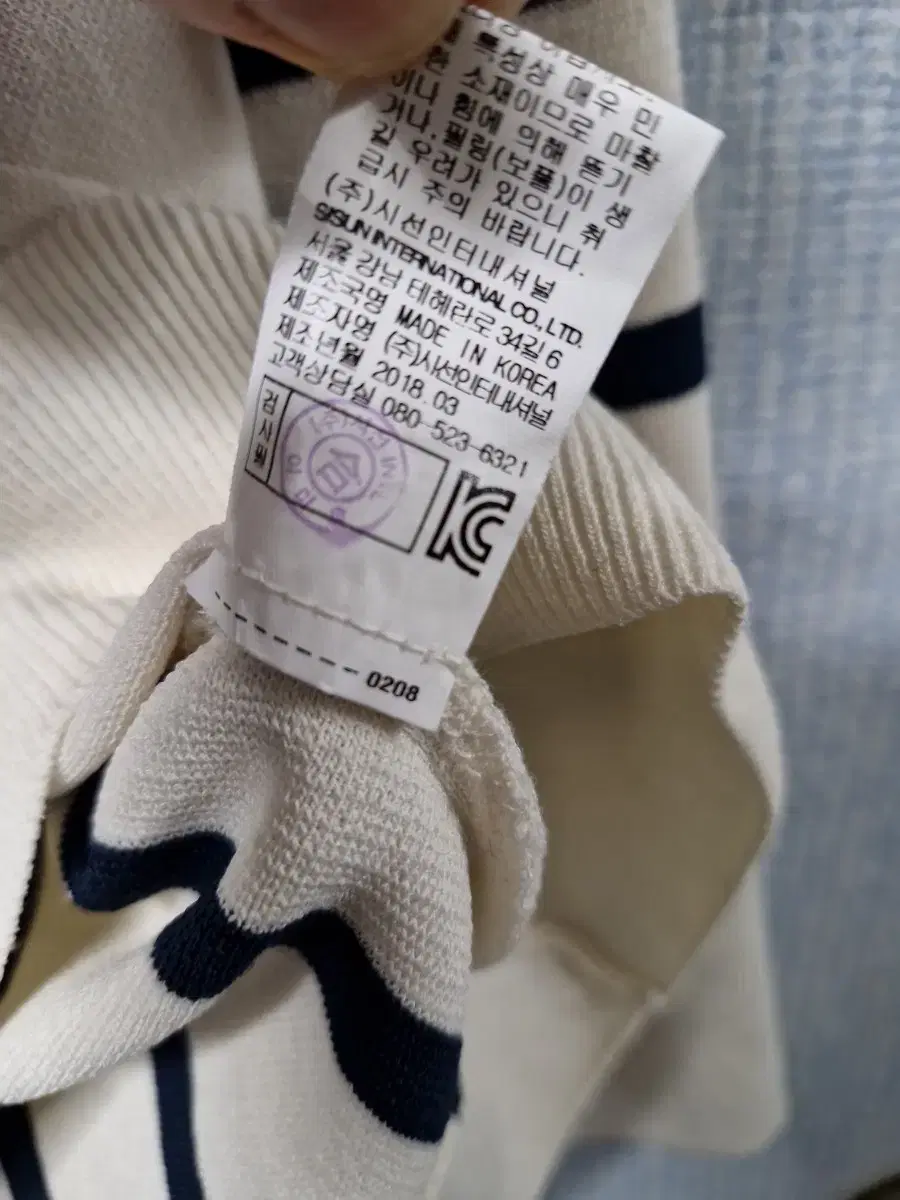 특성상 매우 민
한 소재이므로 마찰
이나 힘에 의해 뜯기
거나, 필링(보풀)이 생
길 우려가 있으니 취
급시 주의 바랍니다.
(주)시선인터내셔널
SISUN INTERNATIONAL CO., LTD.
서울 강남 테헤란로 34길 6
제조국명 MADE IN KOREA
제조자명 (주)시선인터내셔널
제조년월 2018. 03
고객상담실 080-523-6321
검사필
KC
0208